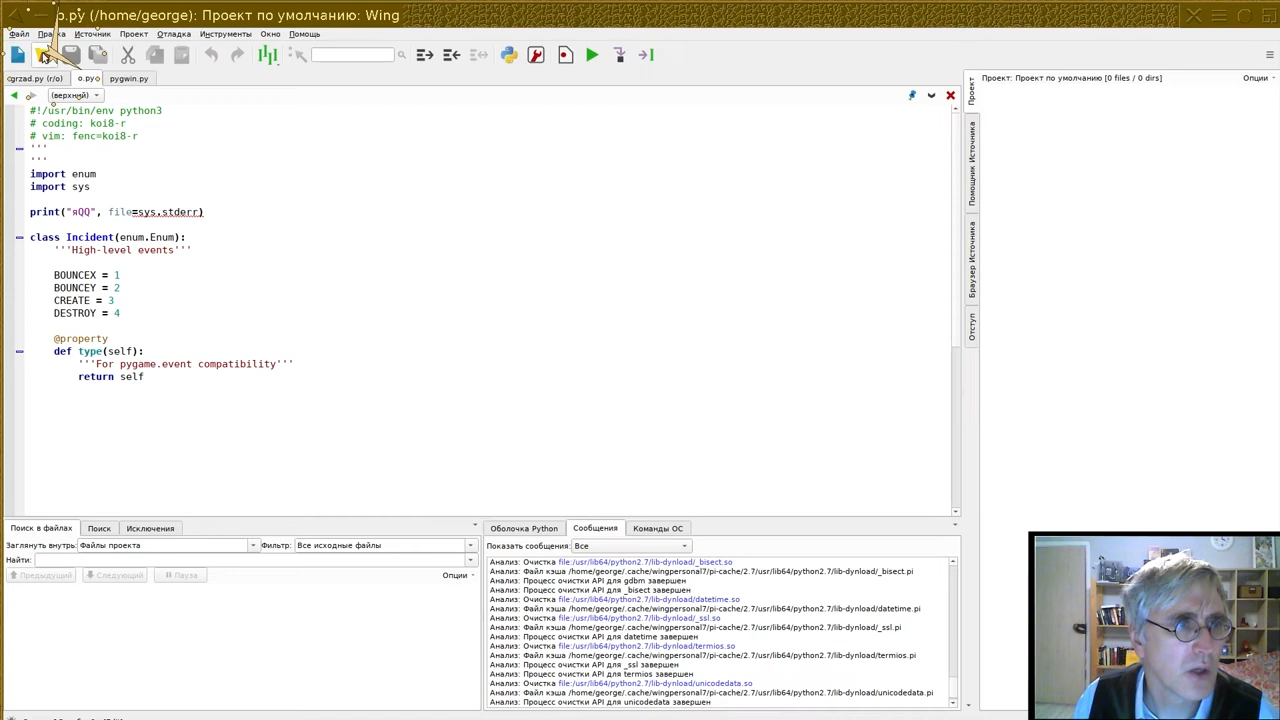 o.py (/home/george): Проект по умолчанию: Wing
Файл Правка Источник Проект Отладка Инструменты Окно Помощь
cgrzad.py (r/o) o.py pygwin.py
(верхний)
#!/usr/bin/env python3
# coding: koi8-r
# vim: fenc=koi8-r
'''
'''
import enum
import sys
print("яQQ", file=sys.stderr)
class Incident(enum.Enum):
'''High-level events'''
BOUNCEX = 1
BOUNCEY = 2
CREATE = 3
DESTROY = 4
@property
def type(self):
'''For pygame.event compatibility'''
return self
Проект: Проект по умолчанию [0 files / 0 dirs] Опции
Проект
Помощник Источника
Браузер Источника
Отступ
Поиск в файлах Поиск Исключения
Заглянуть внутрь: Файлы проекта Фильтр: Все исходные файлы
Найти:
Предыдущий Следующий Пауза Опции
Оболочка Python Сообщения Команды ОС
Показать сообщения: Все
Анализ: Очистка file:/usr/lib64/python2.7/lib-dynload/_bisect.so
Анализ: Файл кэша /home/george/.cache/wingpersonal7/pi-cache/2.7/usr/lib64/python2.7/lib-dynload/_bisect.pi
Анализ: Процесс очистки API для gdbm завершен
Анализ: Процесс очистки API для _bisect завершен
Анализ: Очистка file:/usr/lib64/python2.7/lib-dynload/datetime.so
Анализ: Файл кэша /home/george/.cache/wingpersonal7/pi-cache/2.7/usr/lib64/python2.7/lib-dynload/datetime.pi
Анализ: Очистка file:/usr/lib64/python2.7/lib-dynload/_ssl.so
Анализ: Файл кэша /home/george/.cache/wingpersonal7/pi-cache/2.7/usr/lib64/python2.7/lib-dynload/_ssl.pi
Анализ: Процесс очистки API для datetime завершен
Анализ: Очистка file:/usr/lib64/python2.7/lib-dynload/termios.so
Анализ: Файл кэша /home/george/.cache/wingpersonal7/pi-cache/2.7/usr/lib64/python2.7/lib-dynload/termios.pi
Анализ: Процесс очистки API для _ssl завершен
Анализ: Процесс очистки API для termios завершен
Анализ: Очистка file:/usr/lib64/python2.7/lib-dynload/unicodedata.so
Анализ: Файл кэша /home/george/.cache/wingpersonal7/pi-cache/2.7/usr/lib64/python2.7/lib-dynload/unicodedata.pi
Анализ: Процесс очистки API для unicodedata завершен